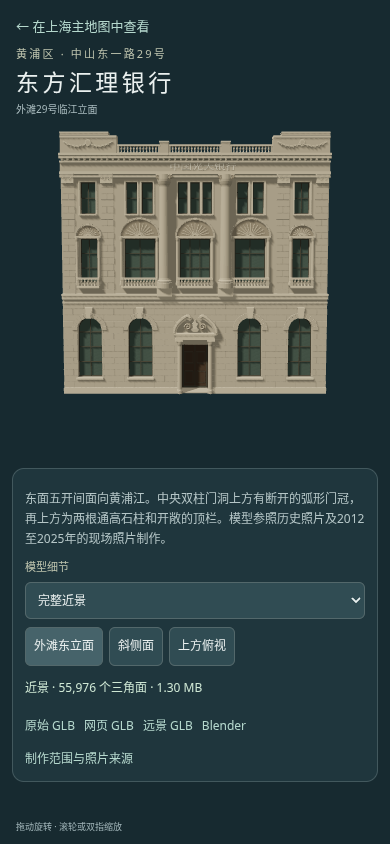 ← 在上海主地图中查看
黄浦区 · 中山东一路29号
东方汇理银行
外滩29号临江立面
东面五开间面向黄浦江。中央双柱门洞上方有断开的弧形门冠，
再上方为两根通高石柱和开敞的顶栏。模型参照历史照片及2012
至2025年的现场照片制作。
模型细节
完整近景
外滩东立面 斜侧面 上方俯视
近景 · 55,976 个三角面 · 1.30 MB
原始 GLB 网页 GLB 远景 GLB Blender
制作范围与照片来源
拖动旋转 · 滚轮或双指缩放